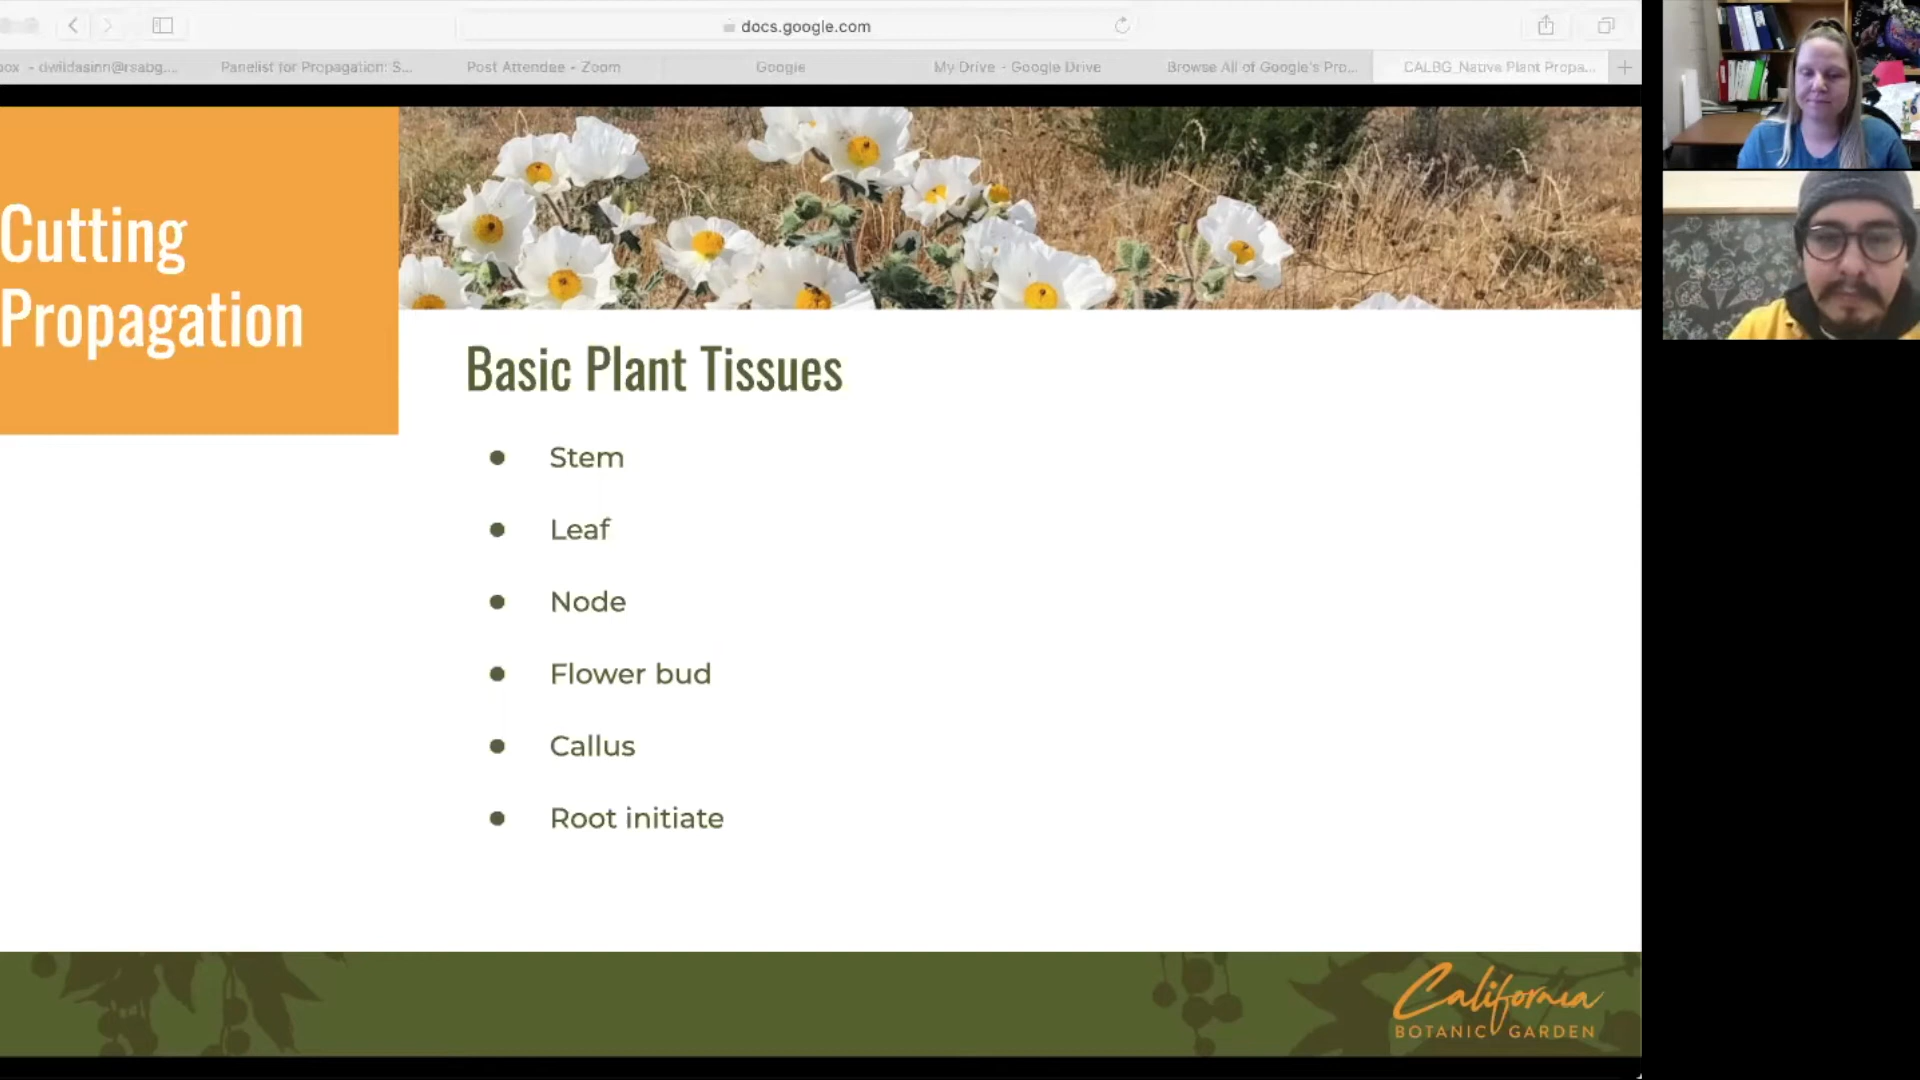 docs.google.com
box - dwildasinn@rsabg....
Panelist for Propagation: S...
Post Attendee - Zoom
Google
My Drive - Google Drive
Browse All of Google's Pro...
CALBG_Native Plant Propa...
Cutting
Propagation
Basic Plant Tissues
• Stem
• Leaf
• Node
• Flower bud
• Callus
• Root initiate
California
BOTANIC GARDEN